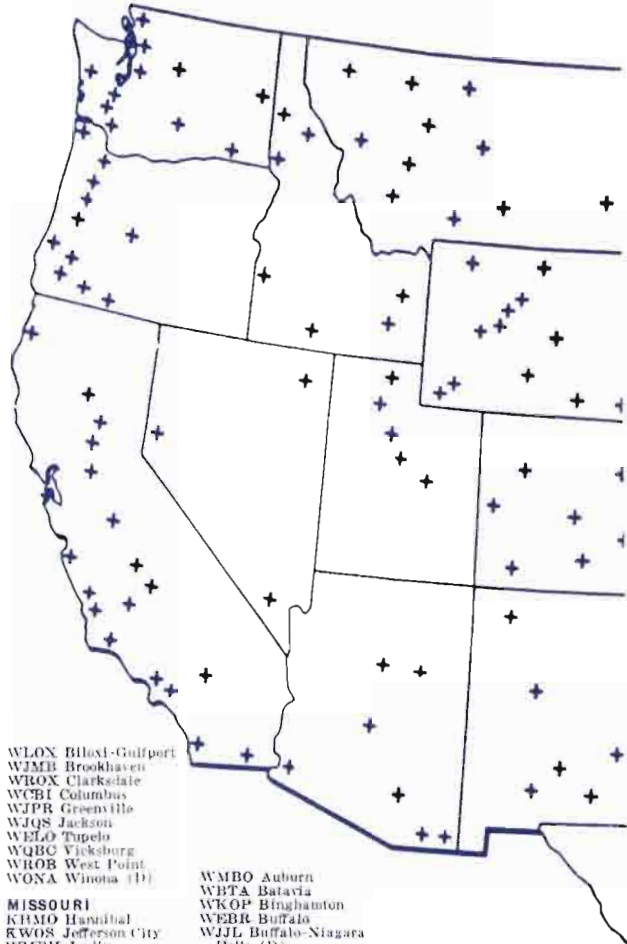 WLOX Biloxi-Gulfport
WJMB Brookhaven
WROX Clarksdale
WCBI Columbus
WJPR Greenville
WJQS Jackson
WELO Tupelo
WQBC Vicksburg
WROB West Point
WONA Winona (D)
MISSOURI
KHMO Hannibal
KWOS Jefferson City
WMBO Auburn
WBTA Batavia
WKOP Binghamton
WEBR Buffalo
WJJL Buffalo-Niagara